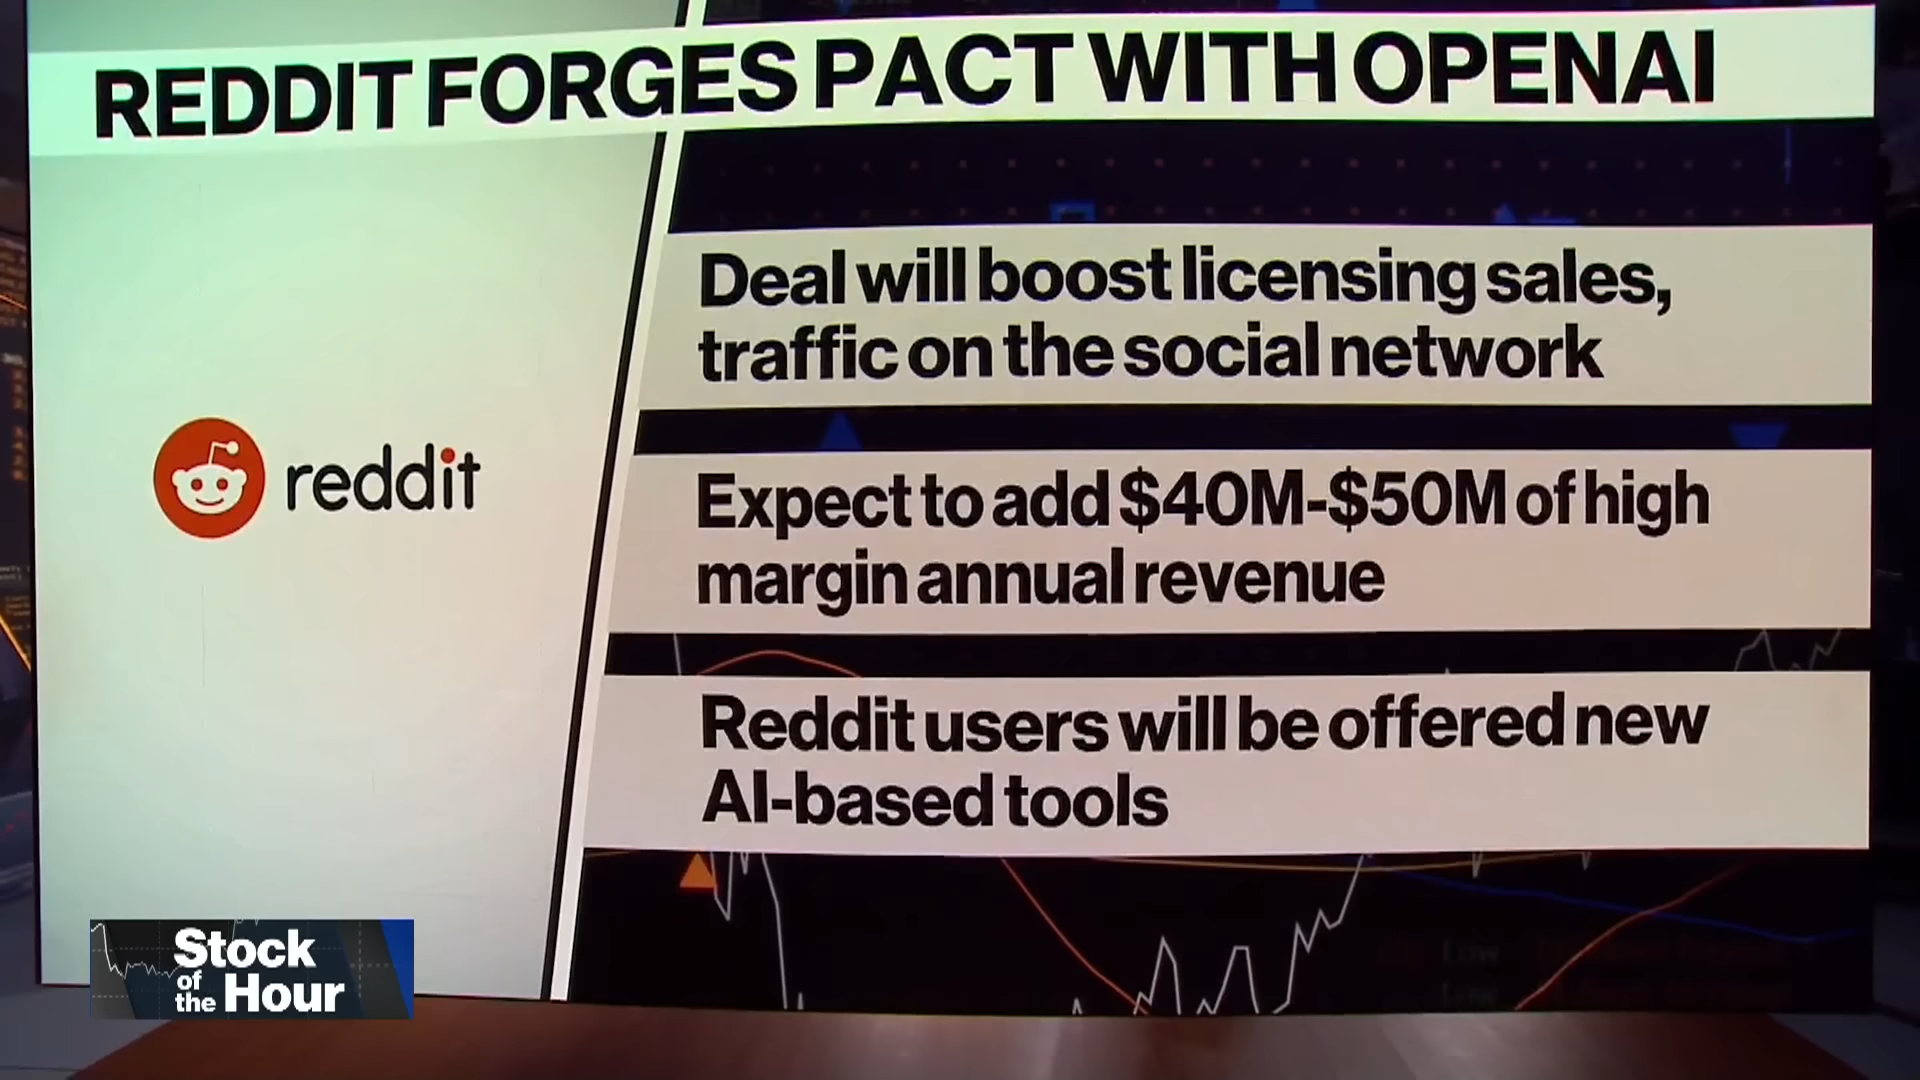 REDDIT FORGES PACT WITH OPENAI
Deal will boost licensing sales,
traffic on the social network
reddit
Expect to add $40M-$50M of high
margin annual revenue
Reddit users will be offered new
AI-based tools
Stock
of
the Hour
Low
Low